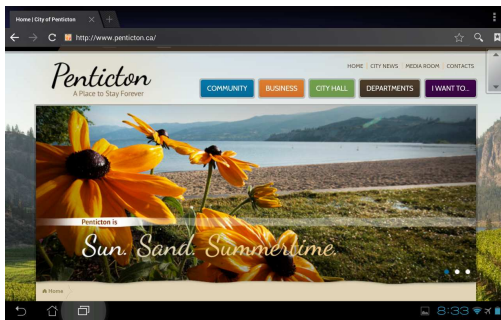 Home | City of Penticton
http://www.penticton.ca/
HOME CITY NEWS MEDIA ROOM CONTACTS
Penticton
A Place to Stay Forever
COMMUNITY BUSINESS CITY HALL DEPARTMENTS I WANT TO...
Penticton is
Sun. Sand. Summertime.
Home
8:33